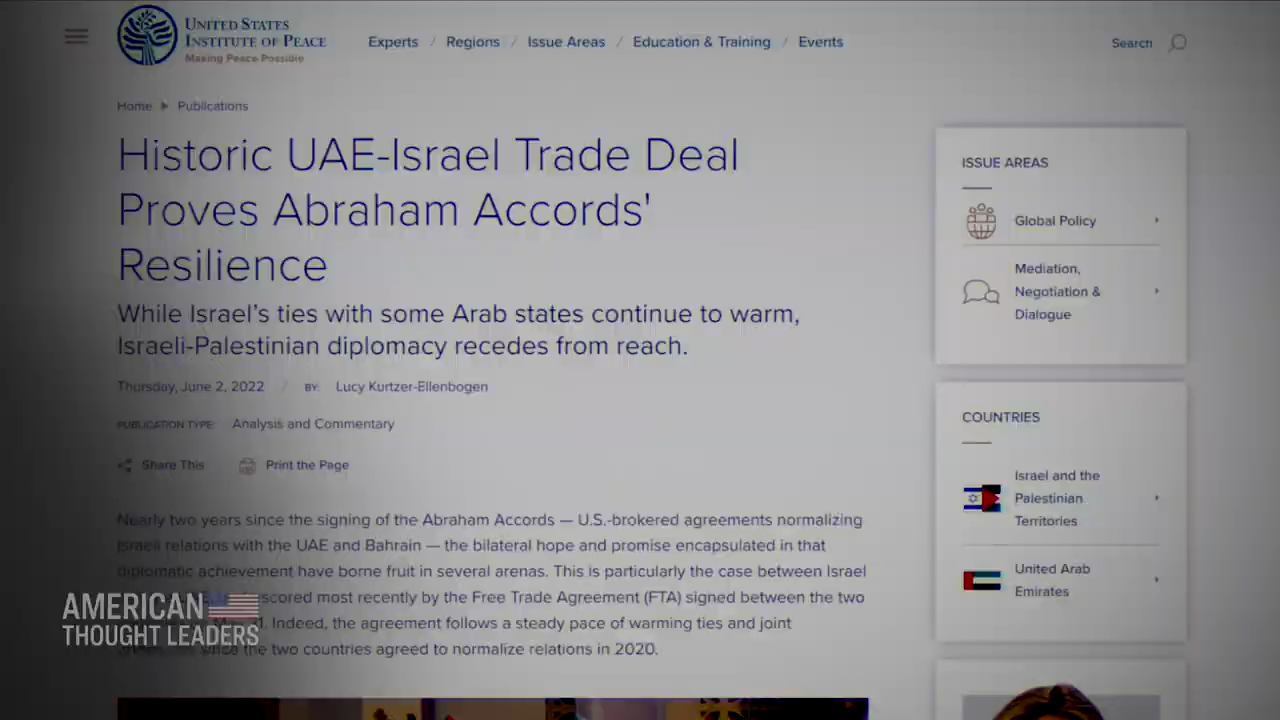 UNITED STATES
INSTITUTE OF PEACE
Making Peace Possible
Experts / Regions / Issue Areas / Education & Training / Events
Search
Home
Publications
Historic UAE-Israel Trade Deal
Proves Abraham Accords'
Resilience
While Israel's ties with some Arab states continue to warm,
Israeli-Palestinian diplomacy recedes from reach.
Thursday, June 2, 2022 / BY: Lucy Kurtzer-Ellenbogen
PUBLICATION TYPE: Analysis and Commentary
Share This
Print the Page
Nearly two years since the signing of the Abraham Accords — U.S.-brokered agreements normalizing
Israeli relations with the UAE and Bahrain — the bilateral hope and promise encapsulated in that
diplomatic achievement have borne fruit in several arenas. This is particularly the case between Israel
scored most recently by the Free Trade Agreement (FTA) signed between the two
Indeed, the agreement follows a steady pace of warming ties and joint
since the two countries agreed to normalize relations in 2020.
ISSUE AREAS
Global Policy
Mediation,
Negotiation &
Dialogue
COUNTRIES
Israel and the
Palestinian
Territories
United Arab
Emirates
AMERICAN
THOUGHT LEADERS